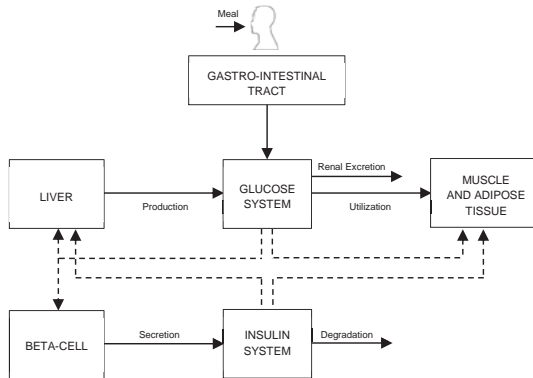 Meal
GASTRO-INTESTINAL
TRACT
Renal Excretion
LIVER
Production
GLUCOSE
SYSTEM
Utilization
MUSCLE
AND ADIPOSE
TISSUE
BETA-CELL
Secretion
INSULIN
SYSTEM
Degradation